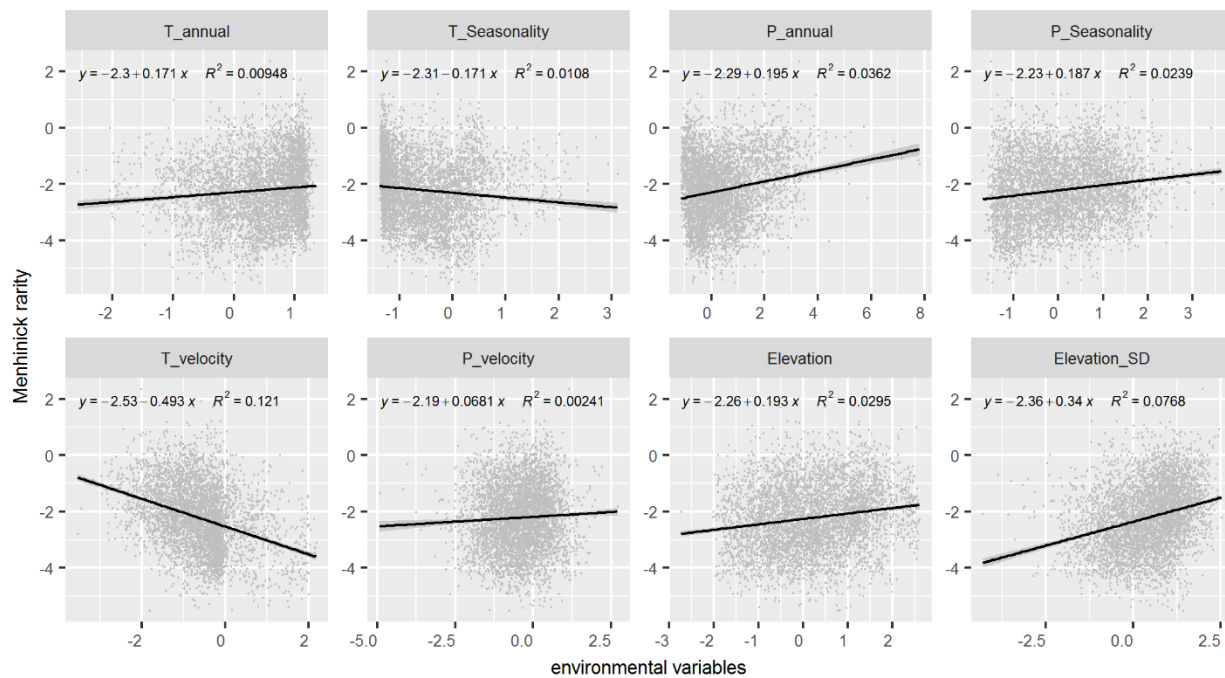 T_annual T_Seasonality P_annual P_Seasonality
y = −2.3 + 0.171 x R² = 0.00948 y = −2.31 − 0.171 x R² = 0.0108 y = −2.29 + 0.195 x R² = 0.0362 y = −2.23 + 0.187 x R² = 0.0239
2 2 2 2
0 0 0 0
-2 -2 -2 -2
-4 -4 -4 -4
-2 -1 0 1 -1 0 1 2 3 0 2 4 6 8 -1 0 1 2 3
Menhinick rarity
T_velocity P_velocity Elevation Elevation_SD
y = −2.53 − 0.493 x R² = 0.121 y = −2.19 + 0.0681 x R² = 0.00241 y = −2.26 + 0.193 x R² = 0.0295 y = −2.36 + 0.34 x R² = 0.0768
2 2 2 2
0 0 0 0
-2 -2 -2 -2
-4 -4 -4 -4
-2 0 2 -5.0 -2.5 0.0 2.5 -3 -2 -1 0 1 2 -2.5 0.0 2.5
environmental variables